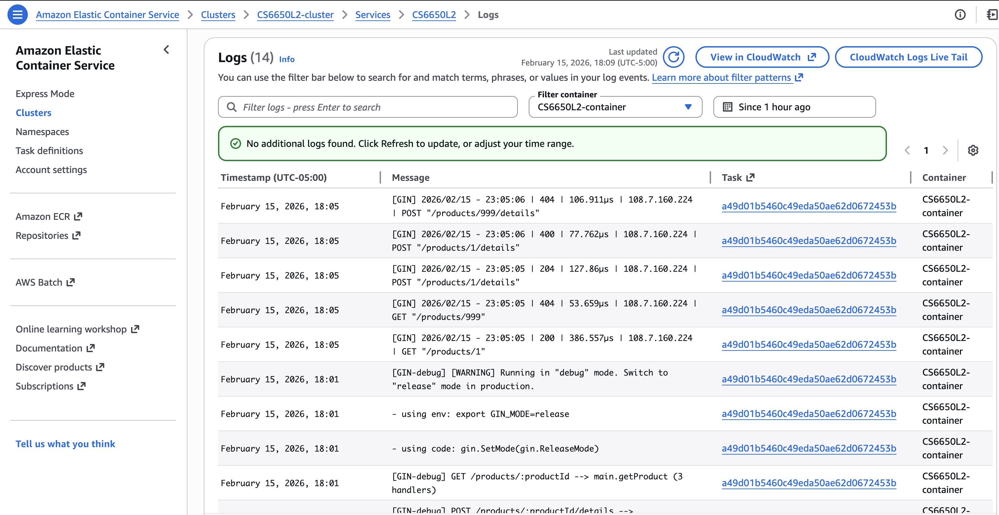 Amazon Elastic Container Service > Clusters > CS6650L2-cluster > Services > CS6650L2 > Logs
Amazon Elastic
Container Service
Express Mode
Clusters
Namespaces
Task definitions
Account settings
Amazon ECR
Repositories
AWS Batch
Online learning workshop
Documentation
Discover products
Subscriptions
Tell us what you think
Logs (14) Info
Last updated
February 15, 2026, 18:09 (UTC-5:00)
View in CloudWatch
CloudWatch Logs Live Tail
You can use the filter bar below to search for and match terms, phrases, or values in your log events. Learn more about filter patterns
Filter logs - press Enter to search
Filter container
CS6650L2-container
Since 1 hour ago
No additional logs found. Click Refresh to update, or adjust your time range.
1
Timestamp (UTC-05:00) Message Task Container
February 15, 2026, 18:05
[GIN] 2026/02/15 - 23:05:06 | 404 | 106.911µs | 108.7.160.224
| POST "/products/999/details"
a49d01b5460c49eda50ae62d0672453b
CS6650L2-
container
February 15, 2026, 18:05
[GIN] 2026/02/15 - 23:05:06 | 400 | 77.762µs | 108.7.160.224 |
POST "/products/1/details"
a49d01b5460c49eda50ae62d0672453b
CS6650L2-
container
February 15, 2026, 18:05
[GIN] 2026/02/15 - 23:05:05 | 204 | 127.86µs | 108.7.160.224 |
POST "/products/1/details"
a49d01b5460c49eda50ae62d0672453b
CS6650L2-
container
February 15, 2026, 18:05
[GIN] 2026/02/15 - 23:05:05 | 404 | 53.659µs | 108.7.160.224 |
GET "/products/999"
a49d01b5460c49eda50ae62d0672453b
CS6650L2-
container
February 15, 2026, 18:05
[GIN] 2026/02/15 - 23:05:05 | 200 | 386.557µs | 108.7.160.224
| GET "/products/1"
a49d01b5460c49eda50ae62d0672453b
CS6650L2-
container
February 15, 2026, 18:01
[GIN-debug] [WARNING] Running in "debug" mode. Switch to
"release" mode in production.
a49d01b5460c49eda50ae62d0672453b
CS6650L2-
container
February 15, 2026, 18:01
- using env: export GIN_MODE=release
a49d01b5460c49eda50ae62d0672453b
CS6650L2-
container
February 15, 2026, 18:01
- using code: gin.SetMode(gin.ReleaseMode)
a49d01b5460c49eda50ae62d0672453b
CS6650L2-
container
February 15, 2026, 18:01
[GIN-debug] GET /products/:productId --> main.getProduct (3
handlers)
a49d01b5460c49eda50ae62d0672453b
CS6650L2-
container
[GIN-debug] POST /products/:productId/details -->
CS6650L2-